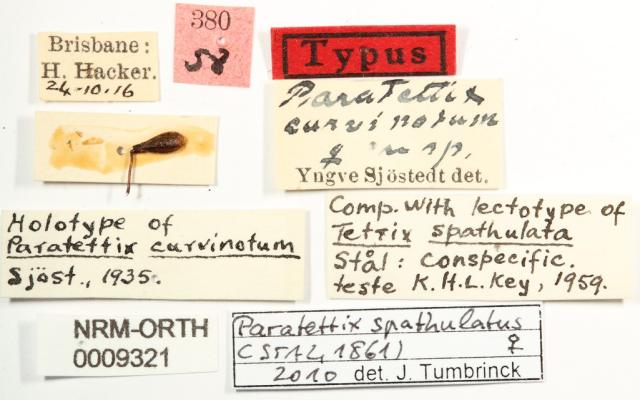 Brisbane:
H. Hacker.
24-10.16
380
58
Typus
Paratettix
curvinotum
♀ n. sp.
Yngve Sjöstedt det.
Holotype of
Paratettix curvinotum
Sjöst., 1935.
Comp. with lectotype of
Tetrix spathulata
Stål: conspecific.
teste K.H.L. Key, 1959.
NRM-ORTH
0009321
Paratettix spathulatus
(Stål, 1861) ♀
2010 det. J. Tumbrinck